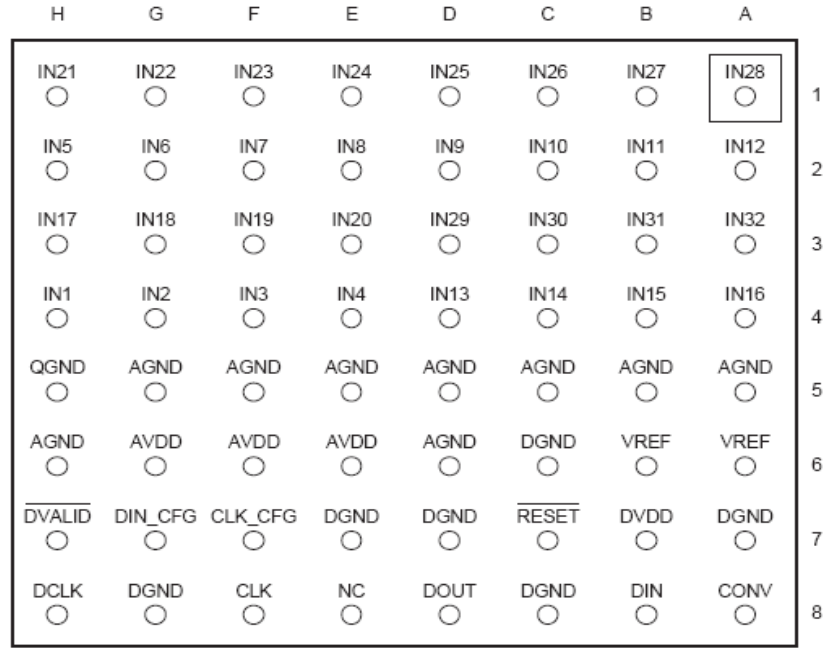 H G F E D C B A
IN21 IN22 IN23 IN24 IN25 IN26 IN27 IN28
1
IN5 IN6 IN7 IN8 IN9 IN10 IN11 IN12
2
IN17 IN18 IN19 IN20 IN29 IN30 IN31 IN32
3
IN1 IN2 IN3 IN4 IN13 IN14 IN15 IN16
4
QGND AGND AGND AGND AGND AGND AGND AGND
5
AGND AVDD AVDD AVDD AGND DGND VREF VREF
6
DVALID DIN_CFG CLK_CFG DGND DGND RESET DVDD DGND
7
DCLK DGND CLK NC DOUT DGND DIN CONV
8